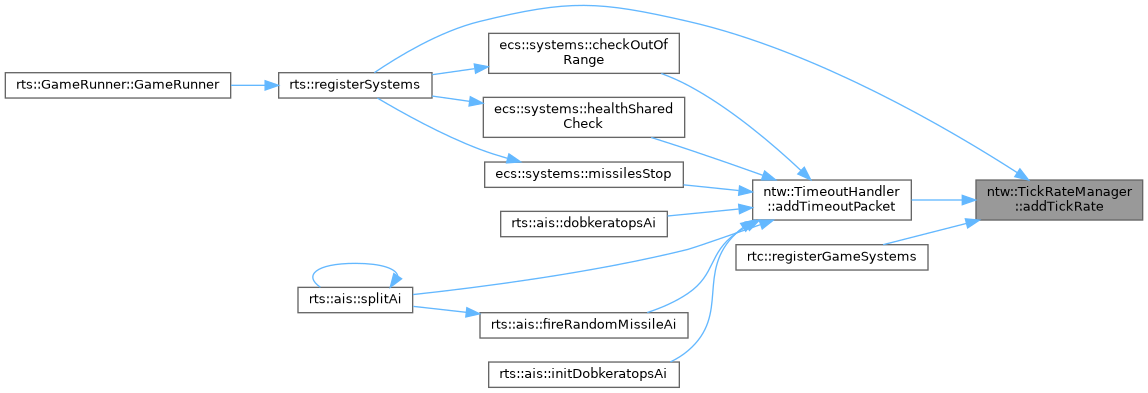 ecs::systems::checkOutOf
Range
rts::GameRunner::GameRunner
rts::registerSystems
ecs::systems::healthShared
Check
ecs::systems::missilesStop
ntw::TimeoutHandler
::addTimeoutPacket
ntw::TickRateManager
::addTickRate
rts::ais::dobkeratopsAi
rtc::registerGameSystems
rts::ais::splitAi
rts::ais::fireRandomMissileAi
rts::ais::initDobkeratopsAi